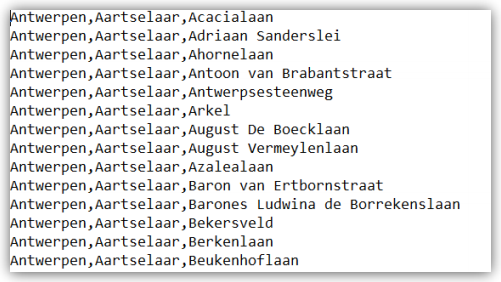 Antwerpen,Aartselaar,Acacialaan
Antwerpen,Aartselaar,Adriaan Sanderslei
Antwerpen,Aartselaar,Ahornelaan
Antwerpen,Aartselaar,Antoon van Brabantstraat
Antwerpen,Aartselaar,Antwerpsesteenweg
Antwerpen,Aartselaar,Arkel
Antwerpen,Aartselaar,August De Boecklaan
Antwerpen,Aartselaar,August Vermeylenlaan
Antwerpen,Aartselaar,Azalealaan
Antwerpen,Aartselaar,Baron van Ertbornstraat
Antwerpen,Aartselaar,Barones Ludwina de Borrekenslaan
Antwerpen,Aartselaar,Bekersveld
Antwerpen,Aartselaar,Berkenlaan
Antwerpen,Aartselaar,Beukenhoflaan